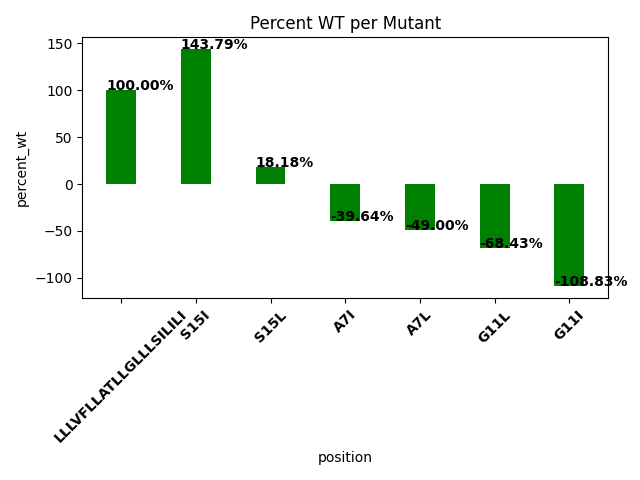 Percent WT per Mutant
percent_wt
150
100
50
0
−50
−100
100.00%
143.79%
18.18%
-39.64%
-49.00%
-68.43%
-108.83%
LLLVFLLATLLGLLLSILILI
S15I
S15L
A7I
A7L
G11L
G11I
position